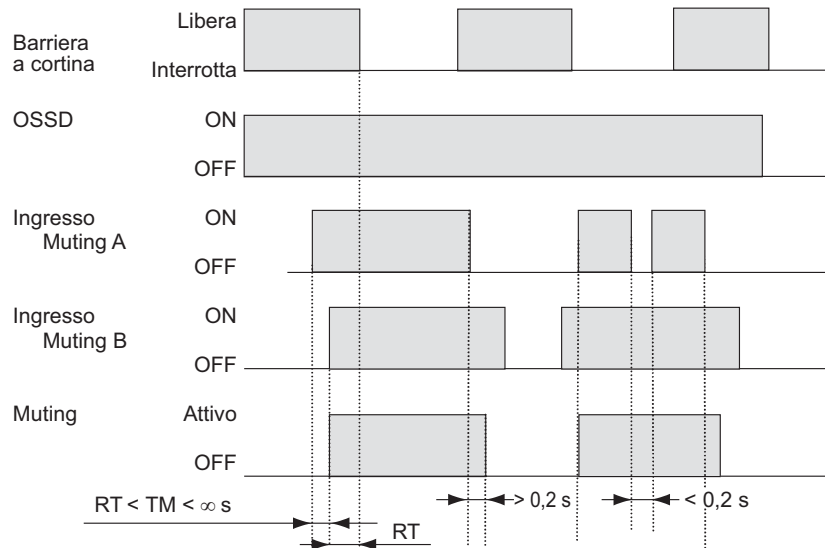 Barriera
a cortina
Libera
Interrotta
OSSD
ON
OFF
Ingresso
Muting A
ON
OFF
Ingresso
Muting B
ON
OFF
Muting
Attivo
OFF
RT < TM < ∞ s
RT
> 0,2 s
< 0,2 s